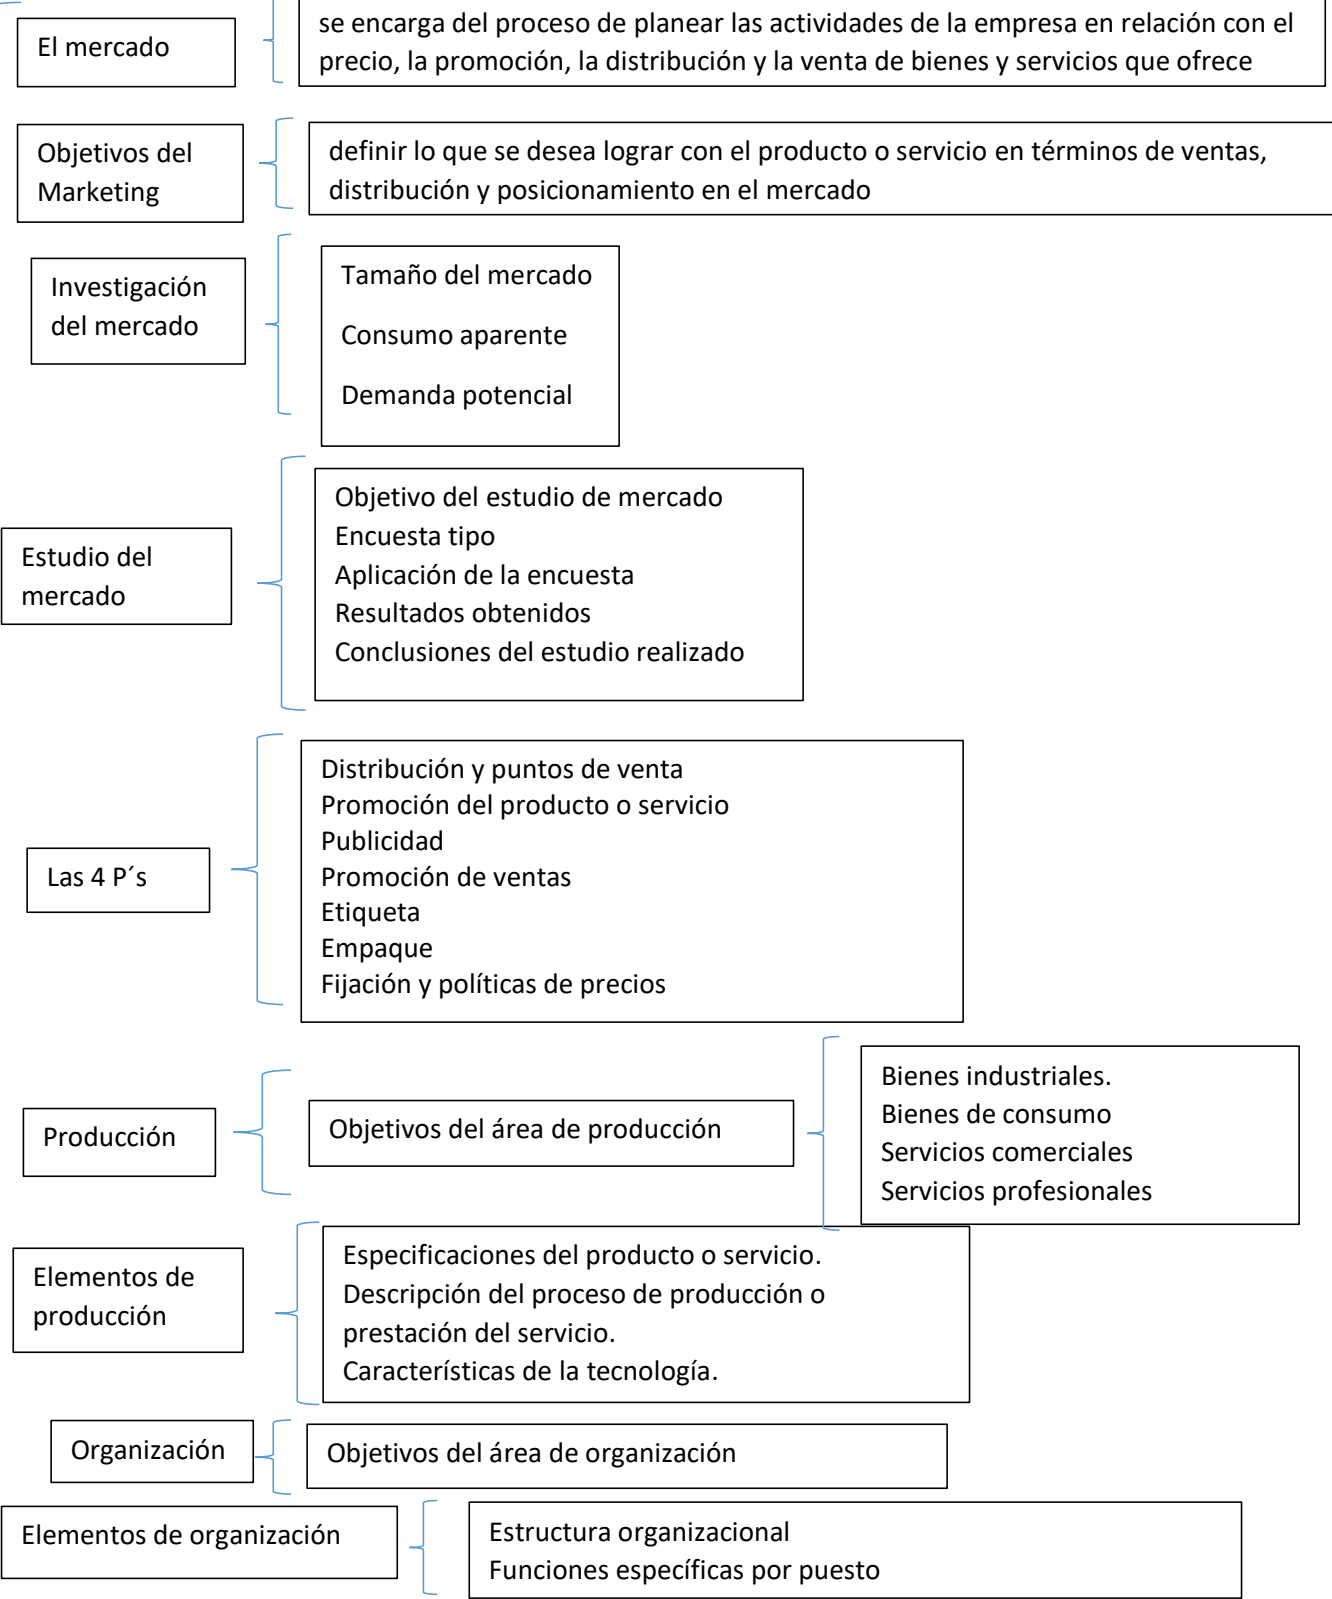 El mercado
se encarga del proceso de planear las actividades de la empresa en relación con el
precio, la promoción, la distribución y la venta de bienes y servicios que ofrece
Objetivos del
Marketing
definir lo que se desea lograr con el producto o servicio en términos de ventas,
distribución y posicionamiento en el mercado
Investigación
del mercado
Tamaño del mercado
Consumo aparente
Demanda potencial
Estudio del
mercado
Objetivo del estudio de mercado
Encuesta tipo
Aplicación de la encuesta
Resultados obtenidos
Conclusiones del estudio realizado
Las 4 P´s
Distribución y puntos de venta
Promoción del producto o servicio
Publicidad
Promoción de ventas
Etiqueta
Empaque
Fijación y políticas de precios
Producción
Objetivos del área de producción
Bienes industriales.
Bienes de consumo
Servicios comerciales
Servicios profesionales
Elementos de
producción
Especificaciones del producto o servicio.
Descripción del proceso de producción o
prestación del servicio.
Características de la tecnología.
Organización
Objetivos del área de organización
Elementos de organización
Estructura organizacional
Funciones específicas por puesto